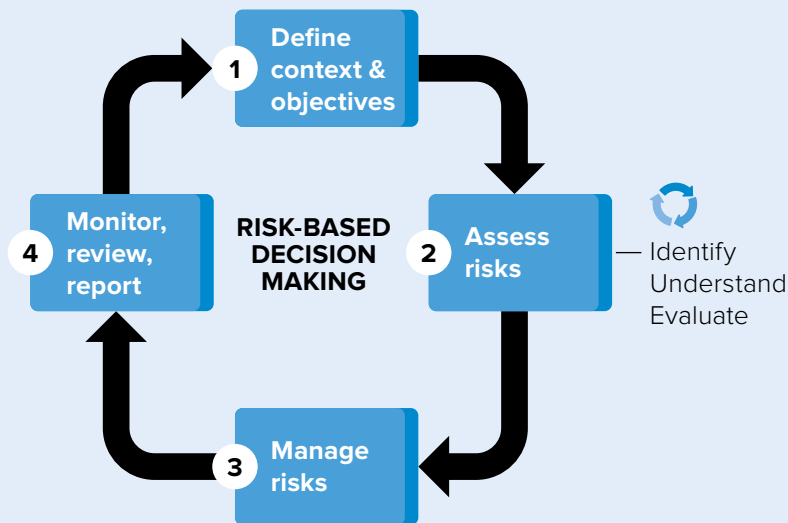 1
Define
context &
objectives
2
Assess
risks
Identify
Understand
Evaluate
3
Manage
risks
4
Monitor,
review,
report
RISK-BASED
DECISION
MAKING